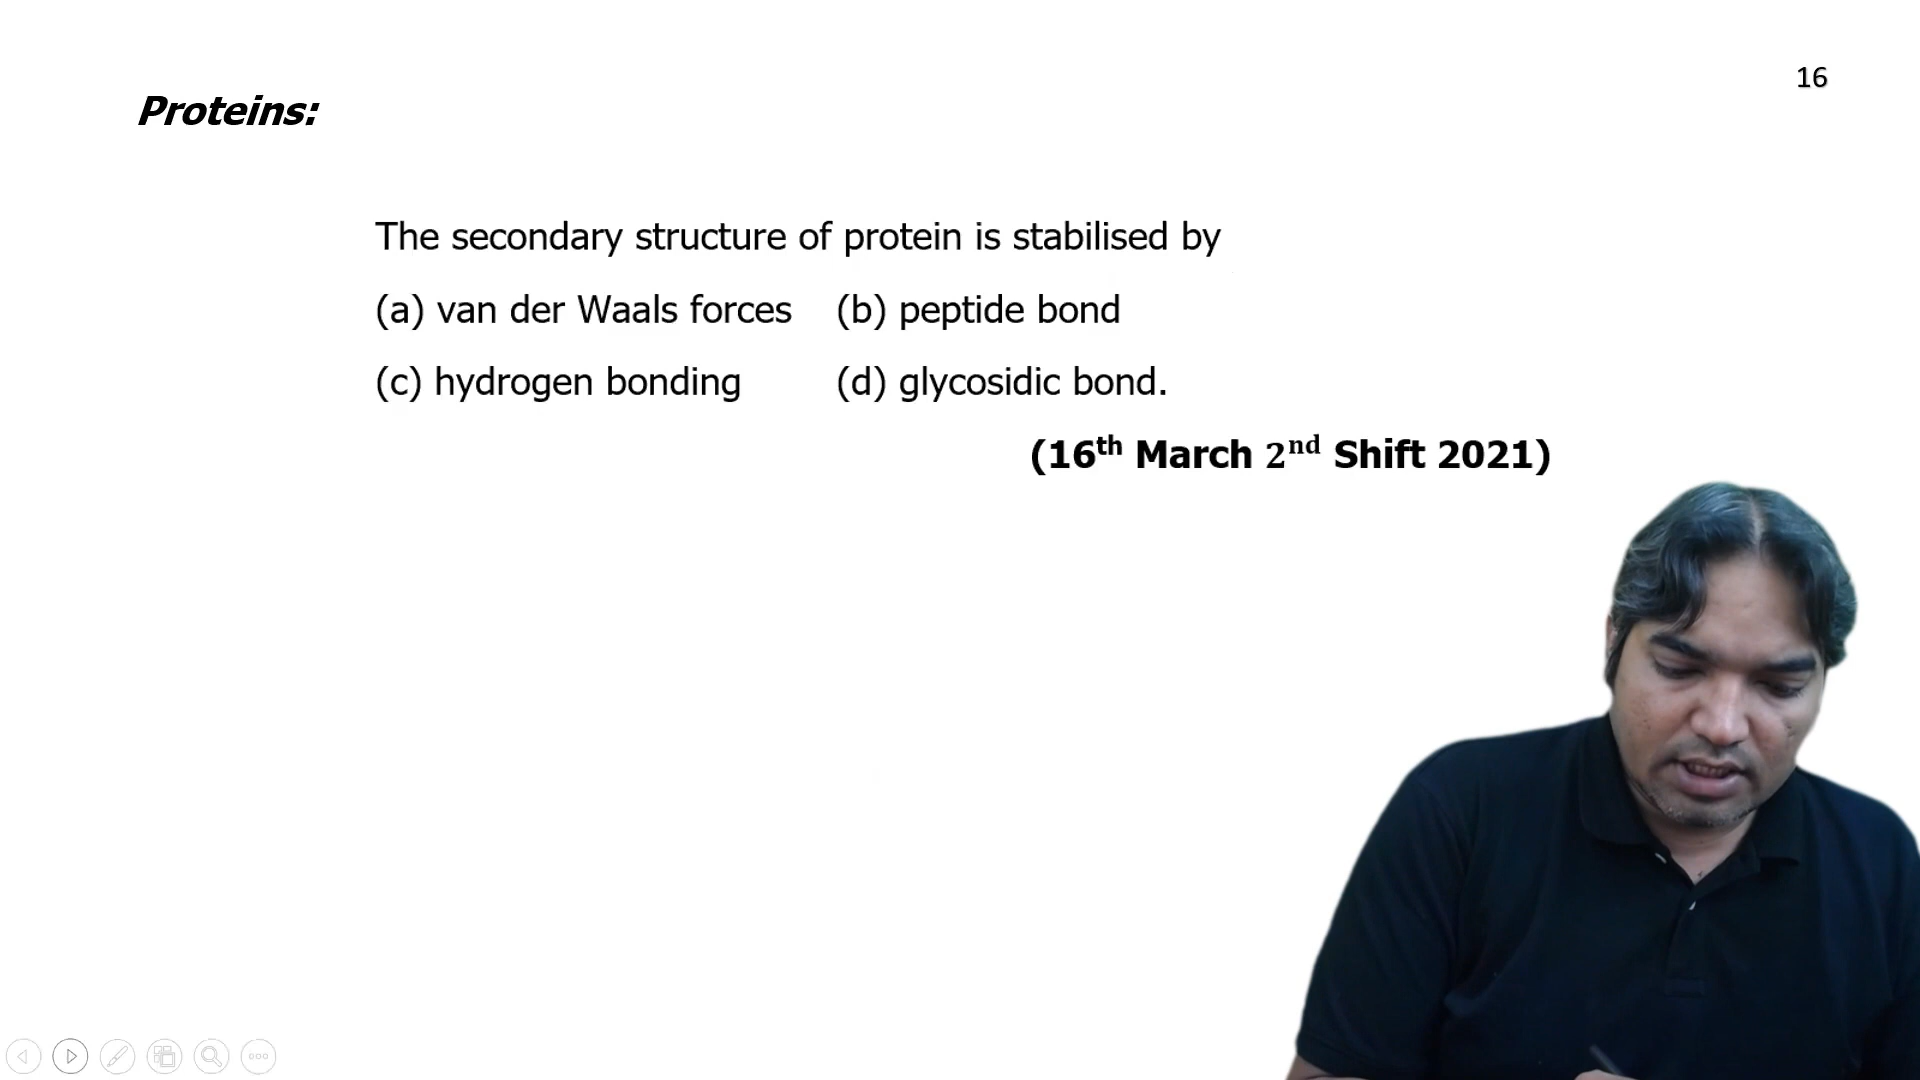 16
Proteins:
The secondary structure of protein is stabilised by
(a) van der Waals forces (b) peptide bond
(c) hydrogen bonding (d) glycosidic bond.
(16th March 2nd Shift 2021)